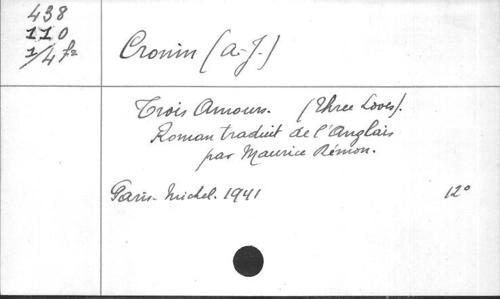 438
110
1/4 fa
Cronin (A-J.)
Trois Amours. (Three Loves).
Roman traduit de l'Anglais
par Maurice Rémon.
Paris- Michel. 1941 12°